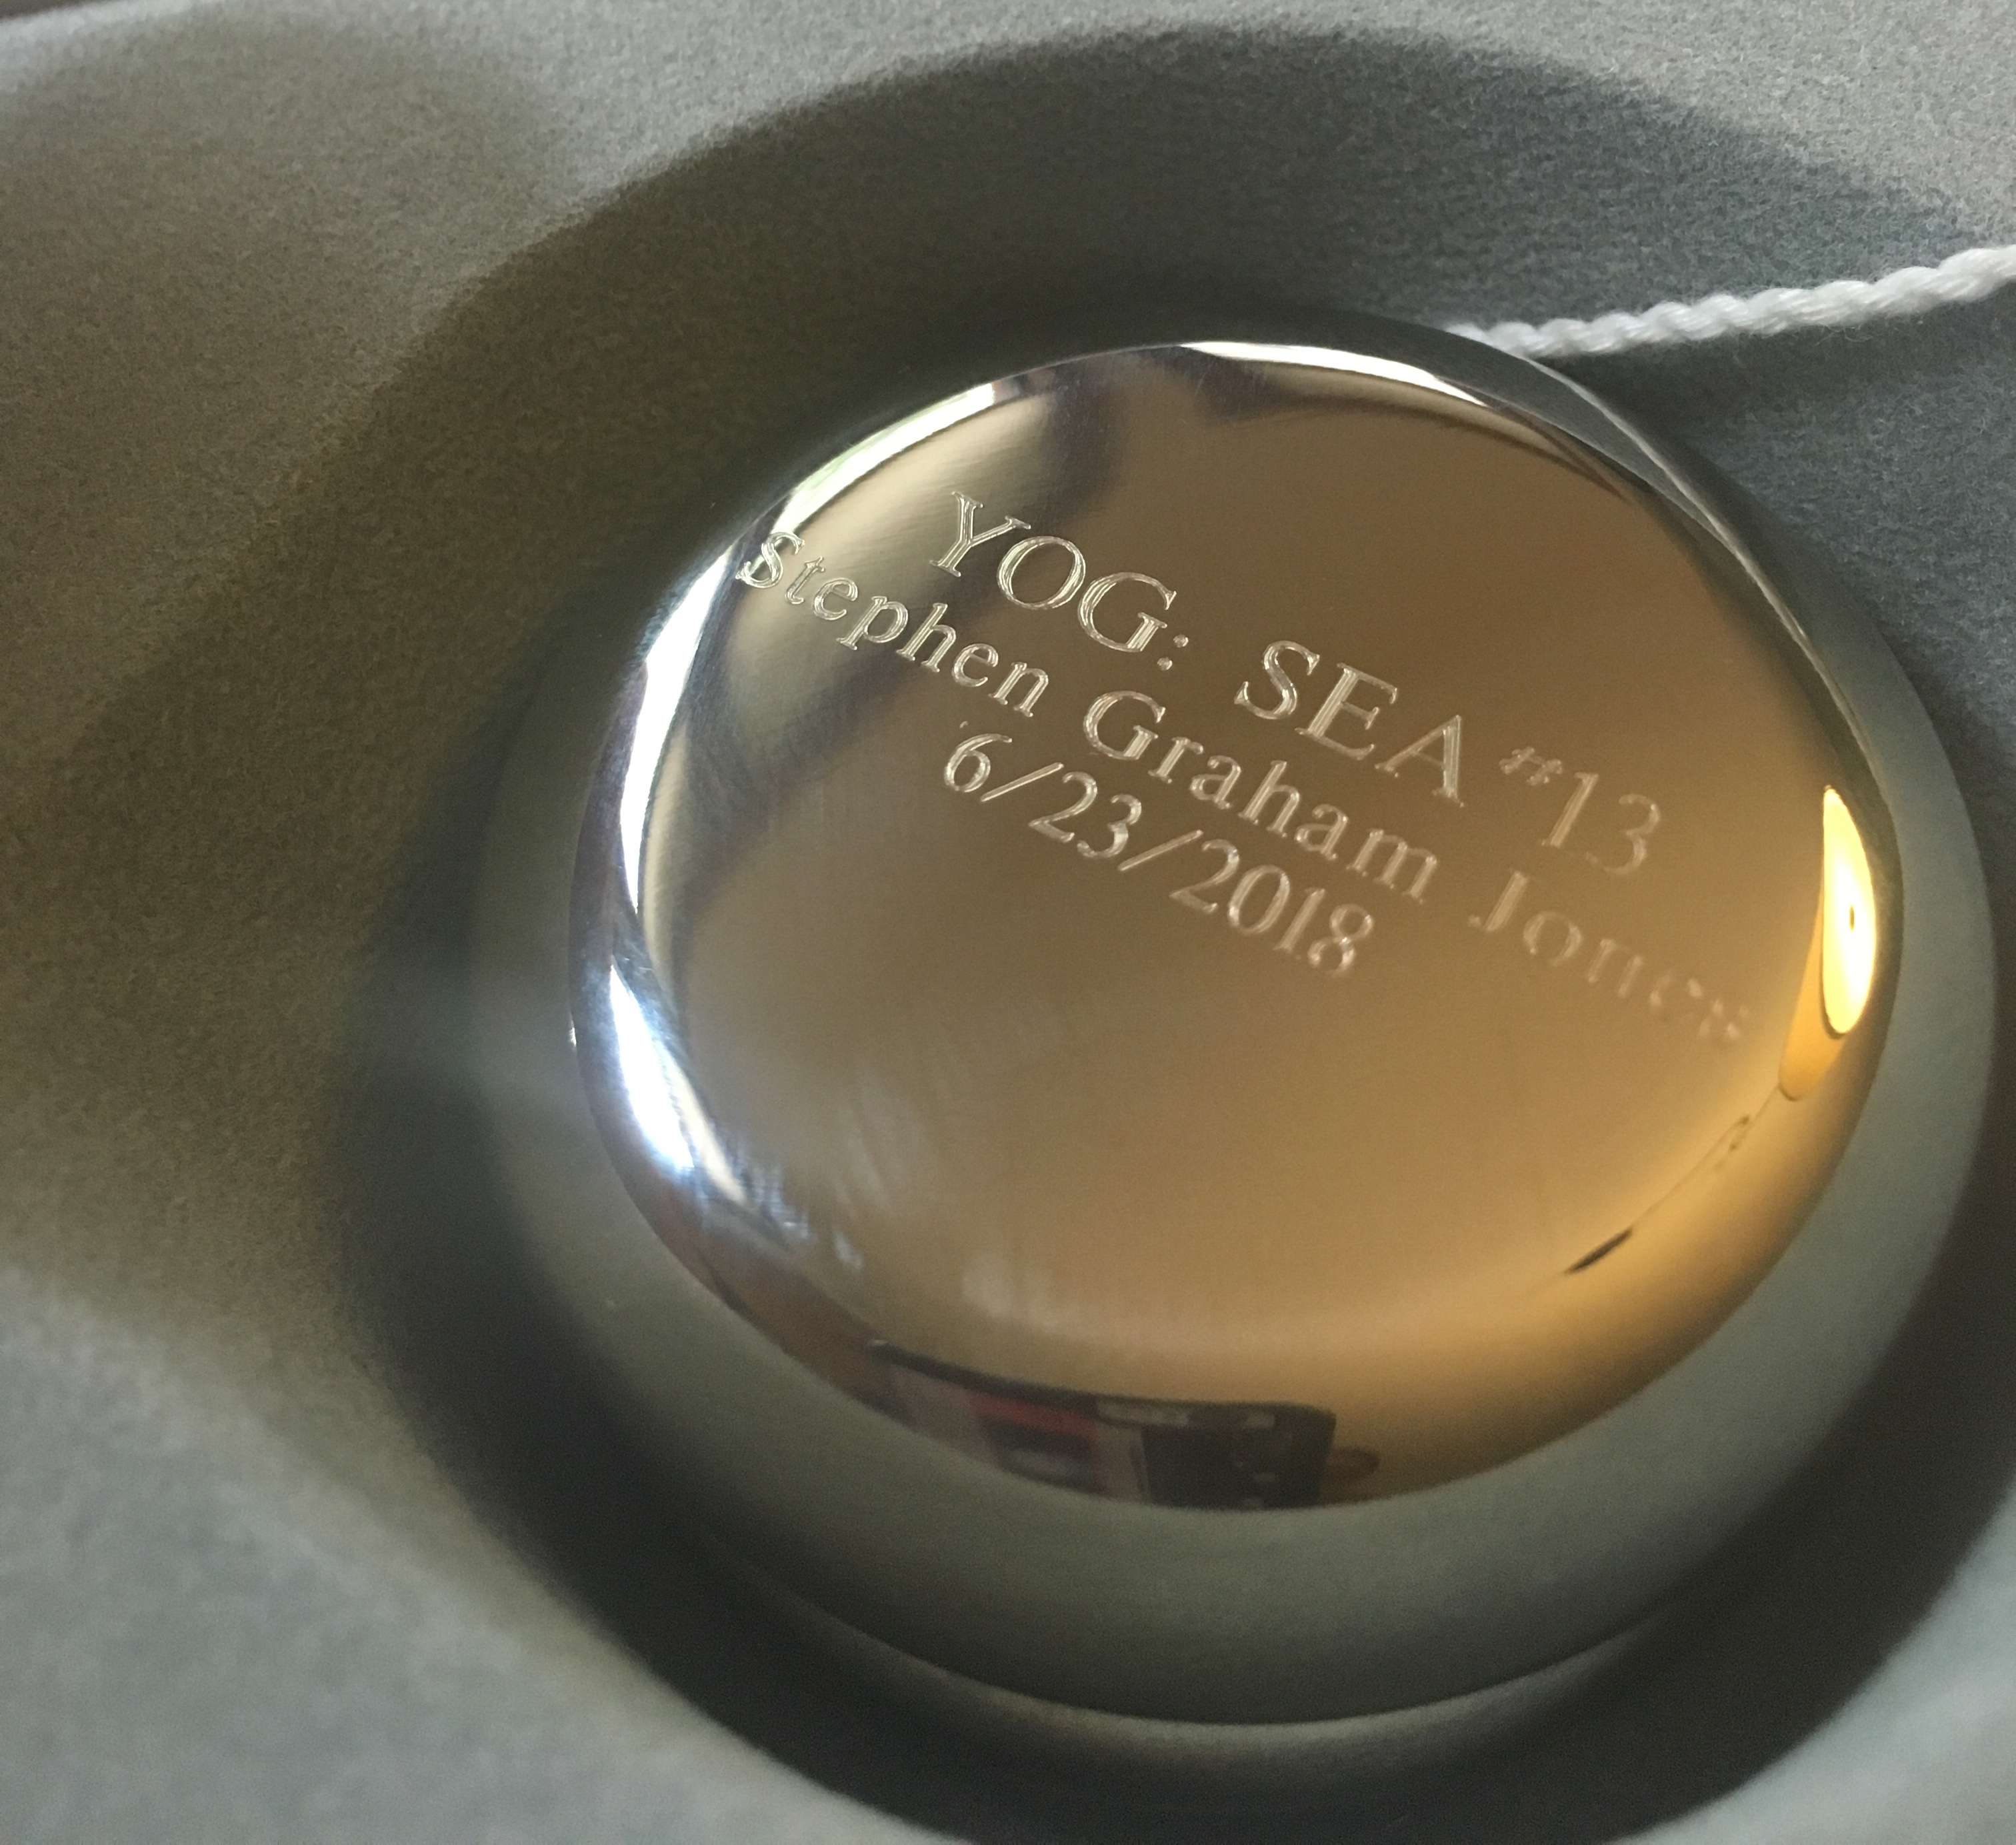 YOG: SEA #13
Stephen Graham Jones
6/23/2018